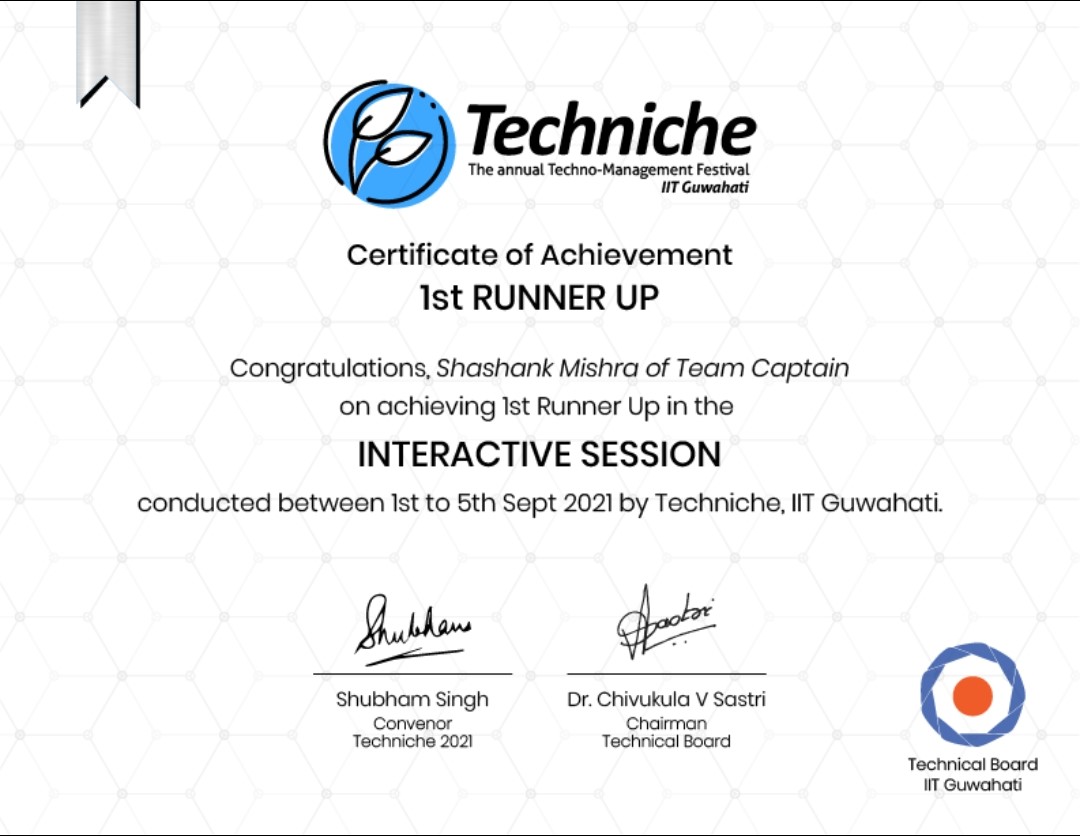 Techniche
The annual Techno-Management Festival
IIT Guwahati
Certificate of Achievement
1st RUNNER UP
Congratulations, Shashank Mishra of Team Captain
on achieving 1st Runner Up in the
INTERACTIVE SESSION
conducted between 1st to 5th Sept 2021 by Techniche, IIT Guwahati.
Shubham Singh
Convenor
Techniche 2021
Dr. Chivukula V Sastri
Chairman
Technical Board
Technical Board
IIT Guwahati